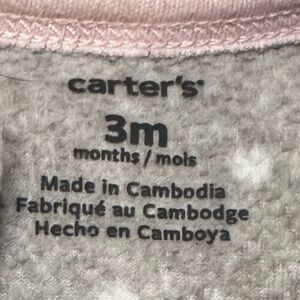 carter's
3m
months / mois
Made in Cambodia
Fabriqué au Cambodge
Hecho en Camboya